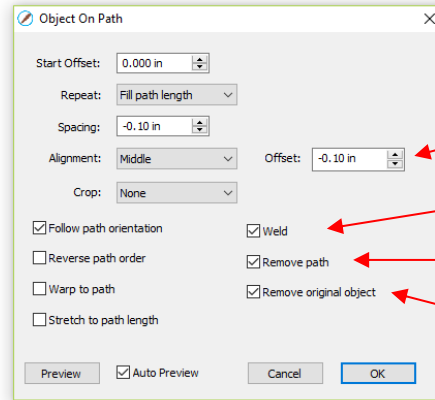 Object On Path
Start Offset: 0.000 in
Repeat: Fill path length
Spacing: -0.10 in
Alignment: Middle Offset: -0.10 in
Crop: None
Follow path orientation Weld
Reverse path order Remove path
Warp to path Remove original object
Stretch to path length
Preview Auto Preview Cancel OK